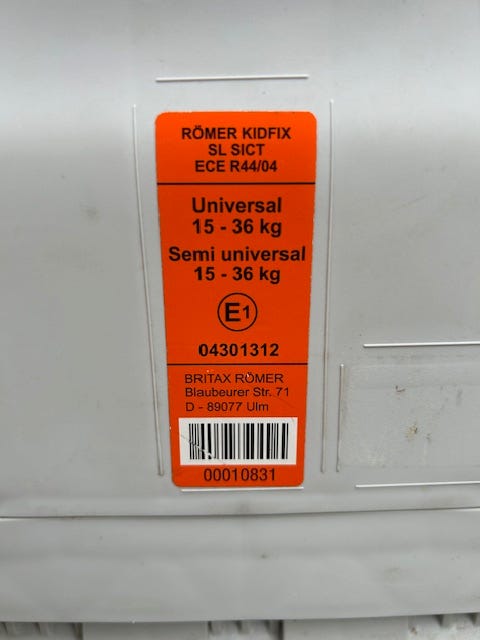 RÖMER KIDFIX
SL SICT
ECE R44/04
Universal
15 - 36 kg
Semi universal
15 - 36 kg
E1
04301312
BRITAX RÖMER
Blaubeurer Str. 71
D - 89077 Ulm
00010831